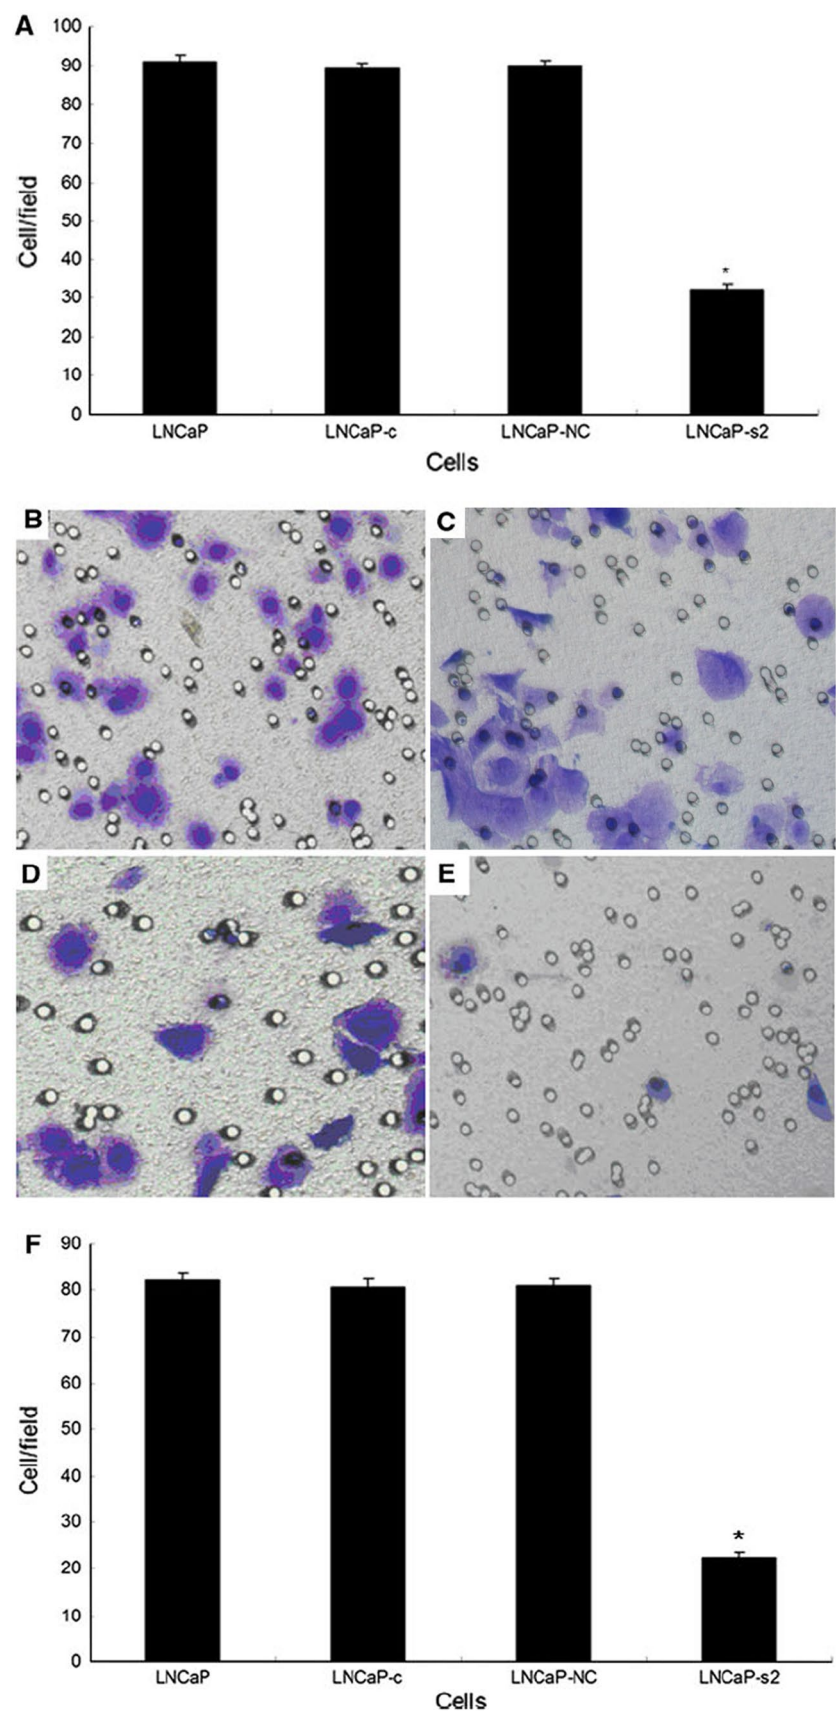 A
100
90
80
70
60
50
40
30
20
10
0
Cell/field
*
LNCaP LNCaP-c LNCaP-NC LNCaP-s2
Cells
B
C
D
E
F
90
80
70
60
50
40
30
20
10
0
Cell/field
*
LNCaP LNCaP-c LNCaP-NC LNCaP-s2
Cells